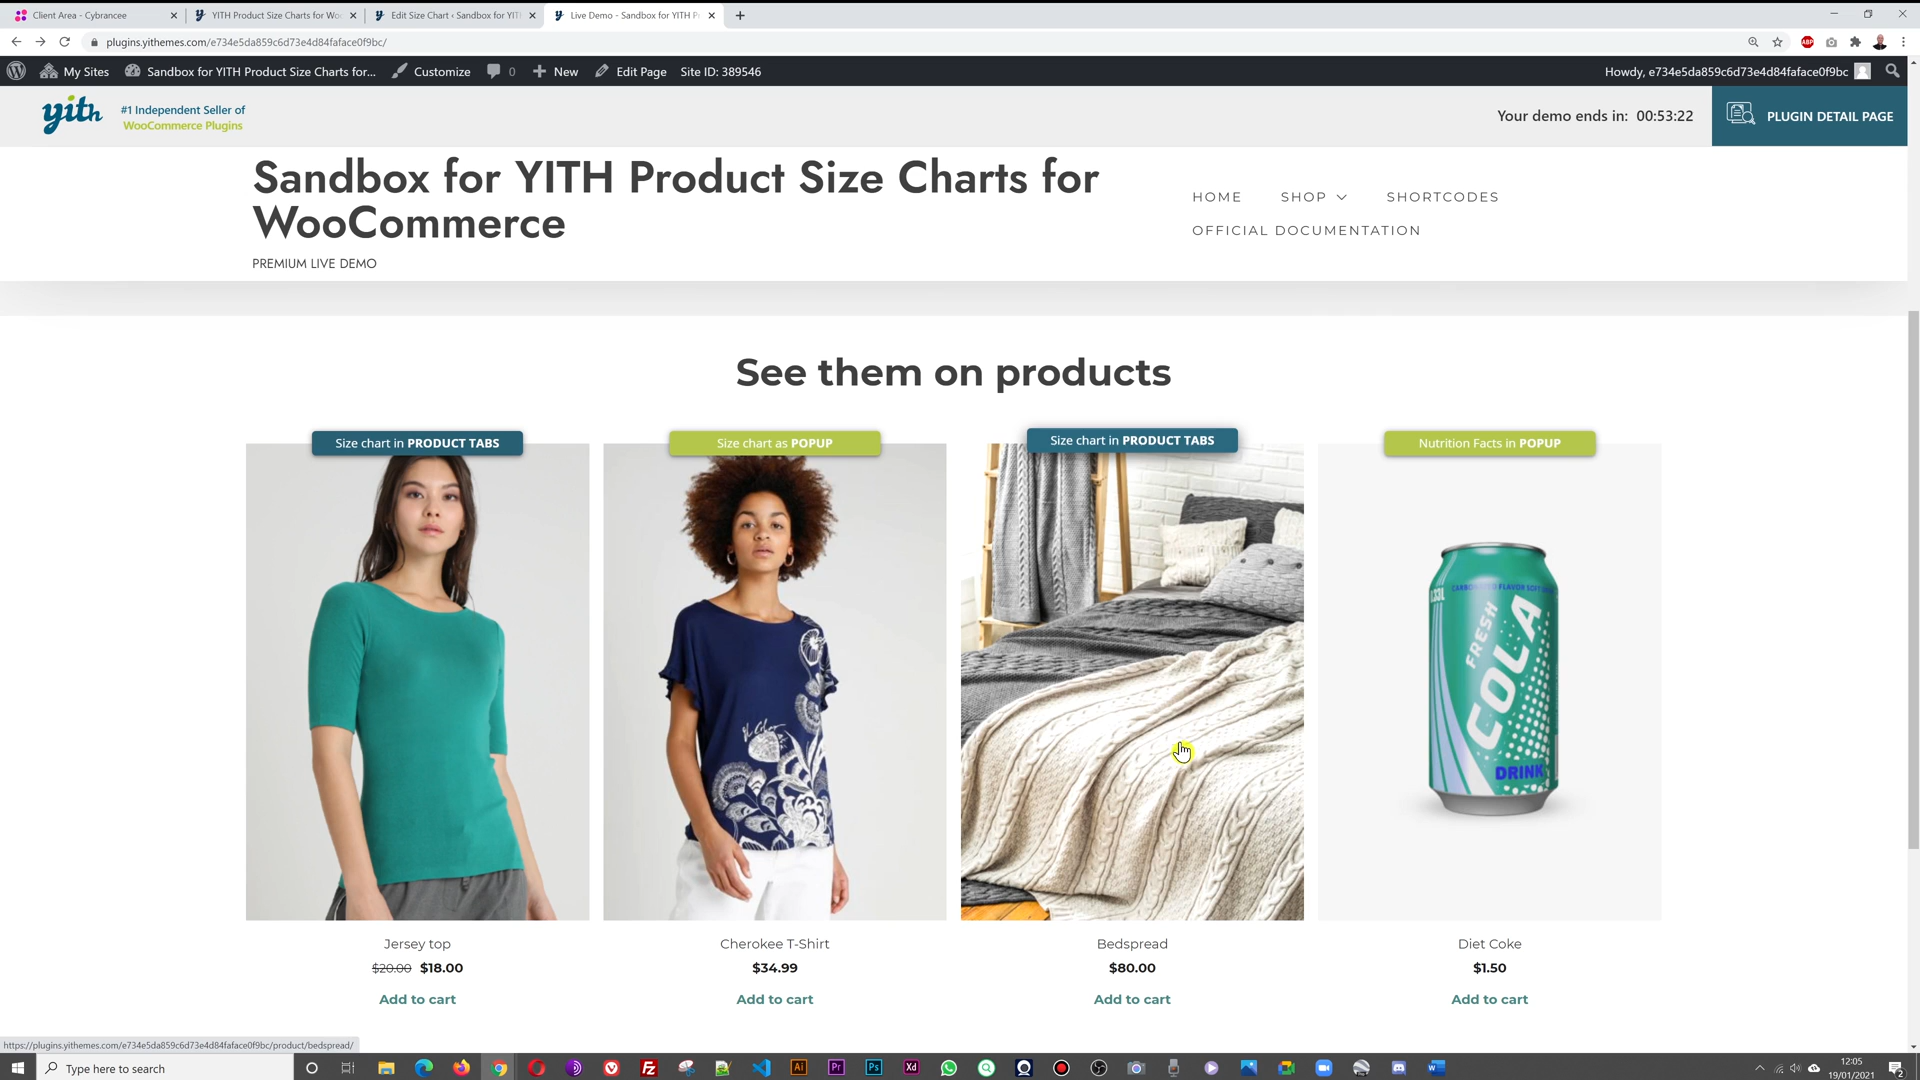 Client Area - Cybrancee
YITH Product Size Charts for Wo
Edit Size Chart ‹ Sandbox for YITH
Live Demo - Sandbox for YITH P
plugins.yithemes.com/e734e5da859c6d73e4d84faface0f9bc/
My Sites
Sandbox for YITH Product Size Charts for...
Customize
0
New
Edit Page
Site ID: 389546
Howdy, e734e5da859c6d73e4d84faface0f9bc
yith
#1 Independent Seller of
WooCommerce Plugins
Your demo ends in: 00:53:22
PLUGIN DETAIL PAGE
Sandbox for YITH Product Size Charts for
WooCommerce
PREMIUM LIVE DEMO
HOME
SHOP
SHORTCODES
OFFICIAL DOCUMENTATION
See them on products
Size chart in PRODUCT TABS
Size chart as POPUP
Size chart in PRODUCT TABS
Nutrition Facts in POPUP
0.33L
FRESH
COLA
DRINK
Jersey top
$20.00 $18.00
Add to cart
Cherokee T-Shirt
$34.99
Add to cart
Bedspread
$80.00
Add to cart
Diet Coke
$1.50
Add to cart
https://plugins.yithemes.com/e734e5da859c6d73e4d84faface0f9bc/product/bedspread/
Type here to search
12:05
19/01/2021